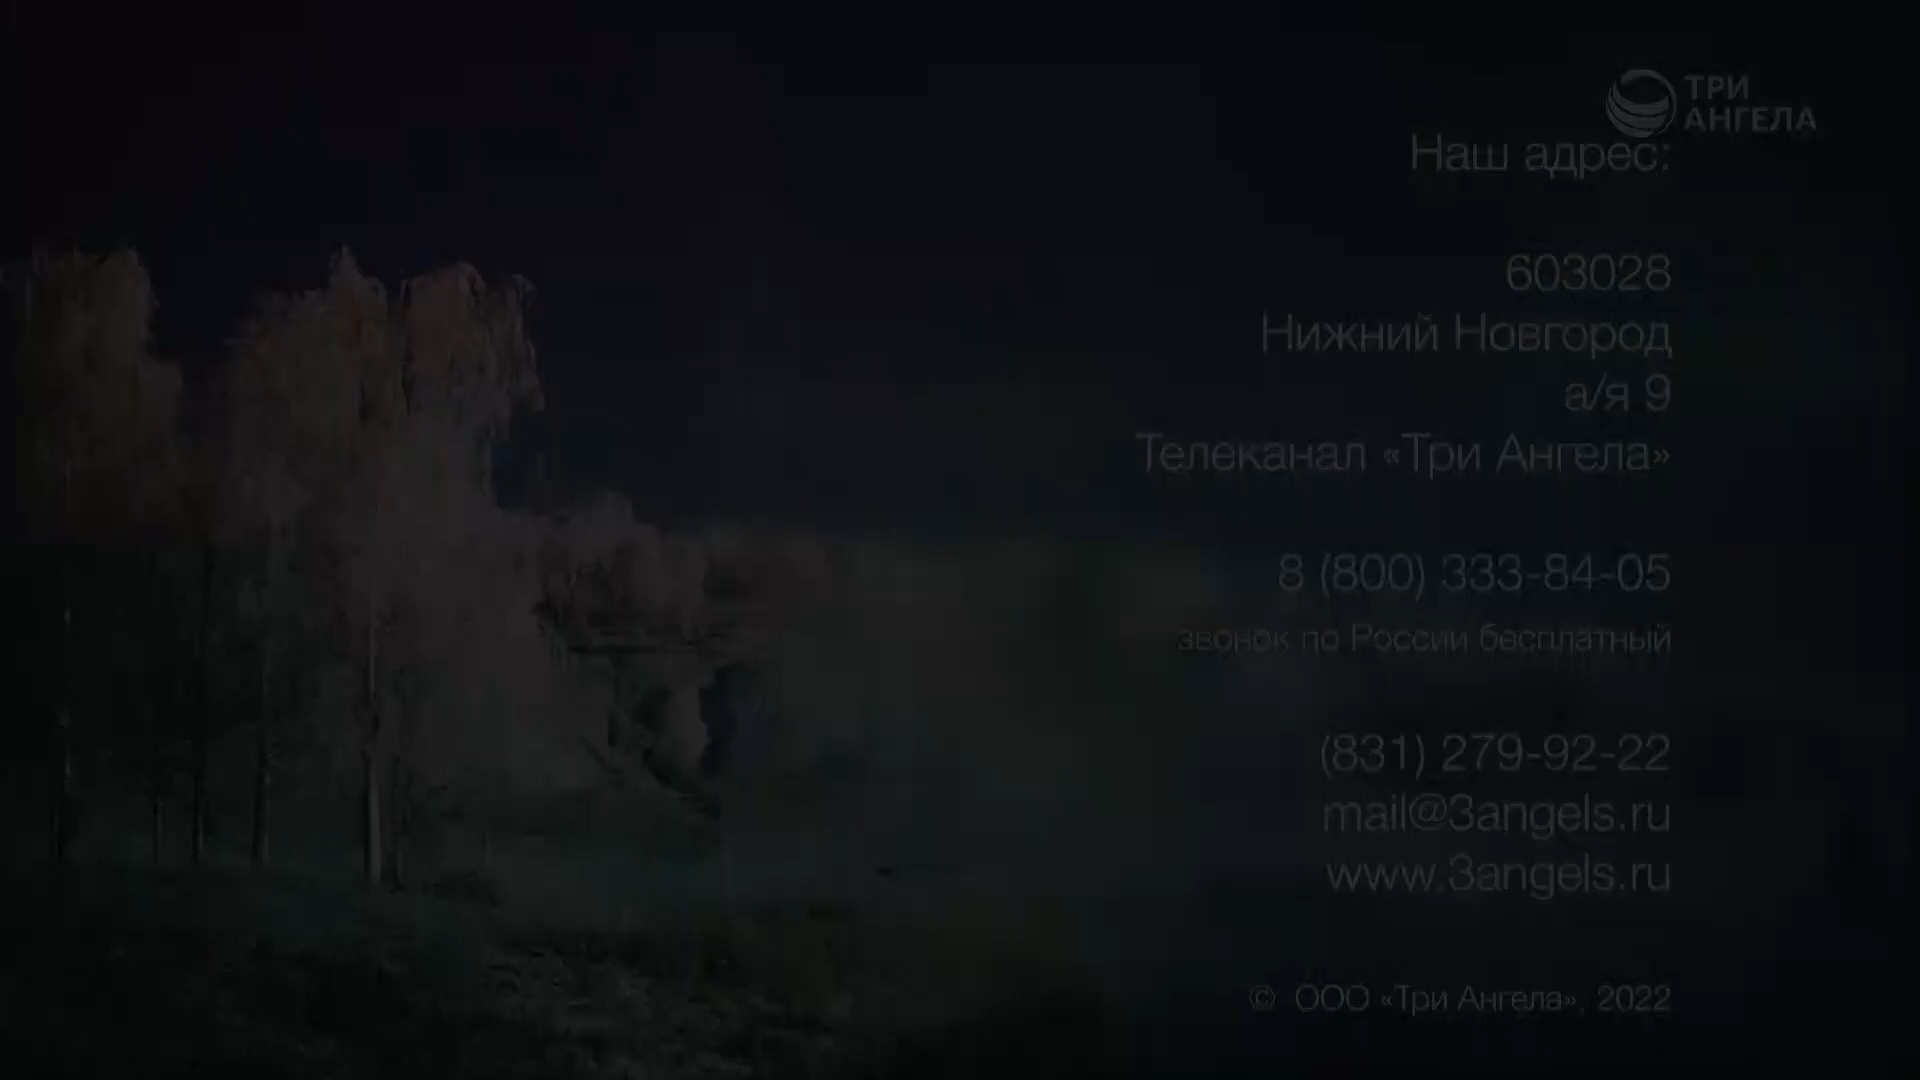 ТРИ
АНГЕЛА
Наш адрес:
603028
Нижний Новгород
а/я 9
Телеканал «Три Ангела»
8 (800) 333-84-05
звонок по России бесплатный
(831) 279-92-22
mail@3angels.ru
www.3angels.ru
© ООО «Три Ангела», 2022